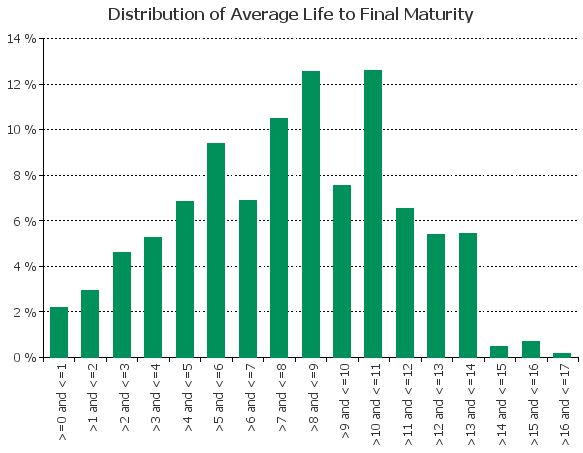 Distribution of Average Life to Final Maturity
14 %
12 %
10 %
8 %
6 %
4 %
2 %
0 %
>=0 and <=1
>1 and <=2
>2 and <=3
>3 and <=4
>4 and <=5
>5 and <=6
>6 and <=7
>7 and <=8
>8 and <=9
>9 and <=10
>10 and <=11
>11 and <=12
>12 and <=13
>13 and <=14
>14 and <=15
>15 and <=16
>16 and <=17